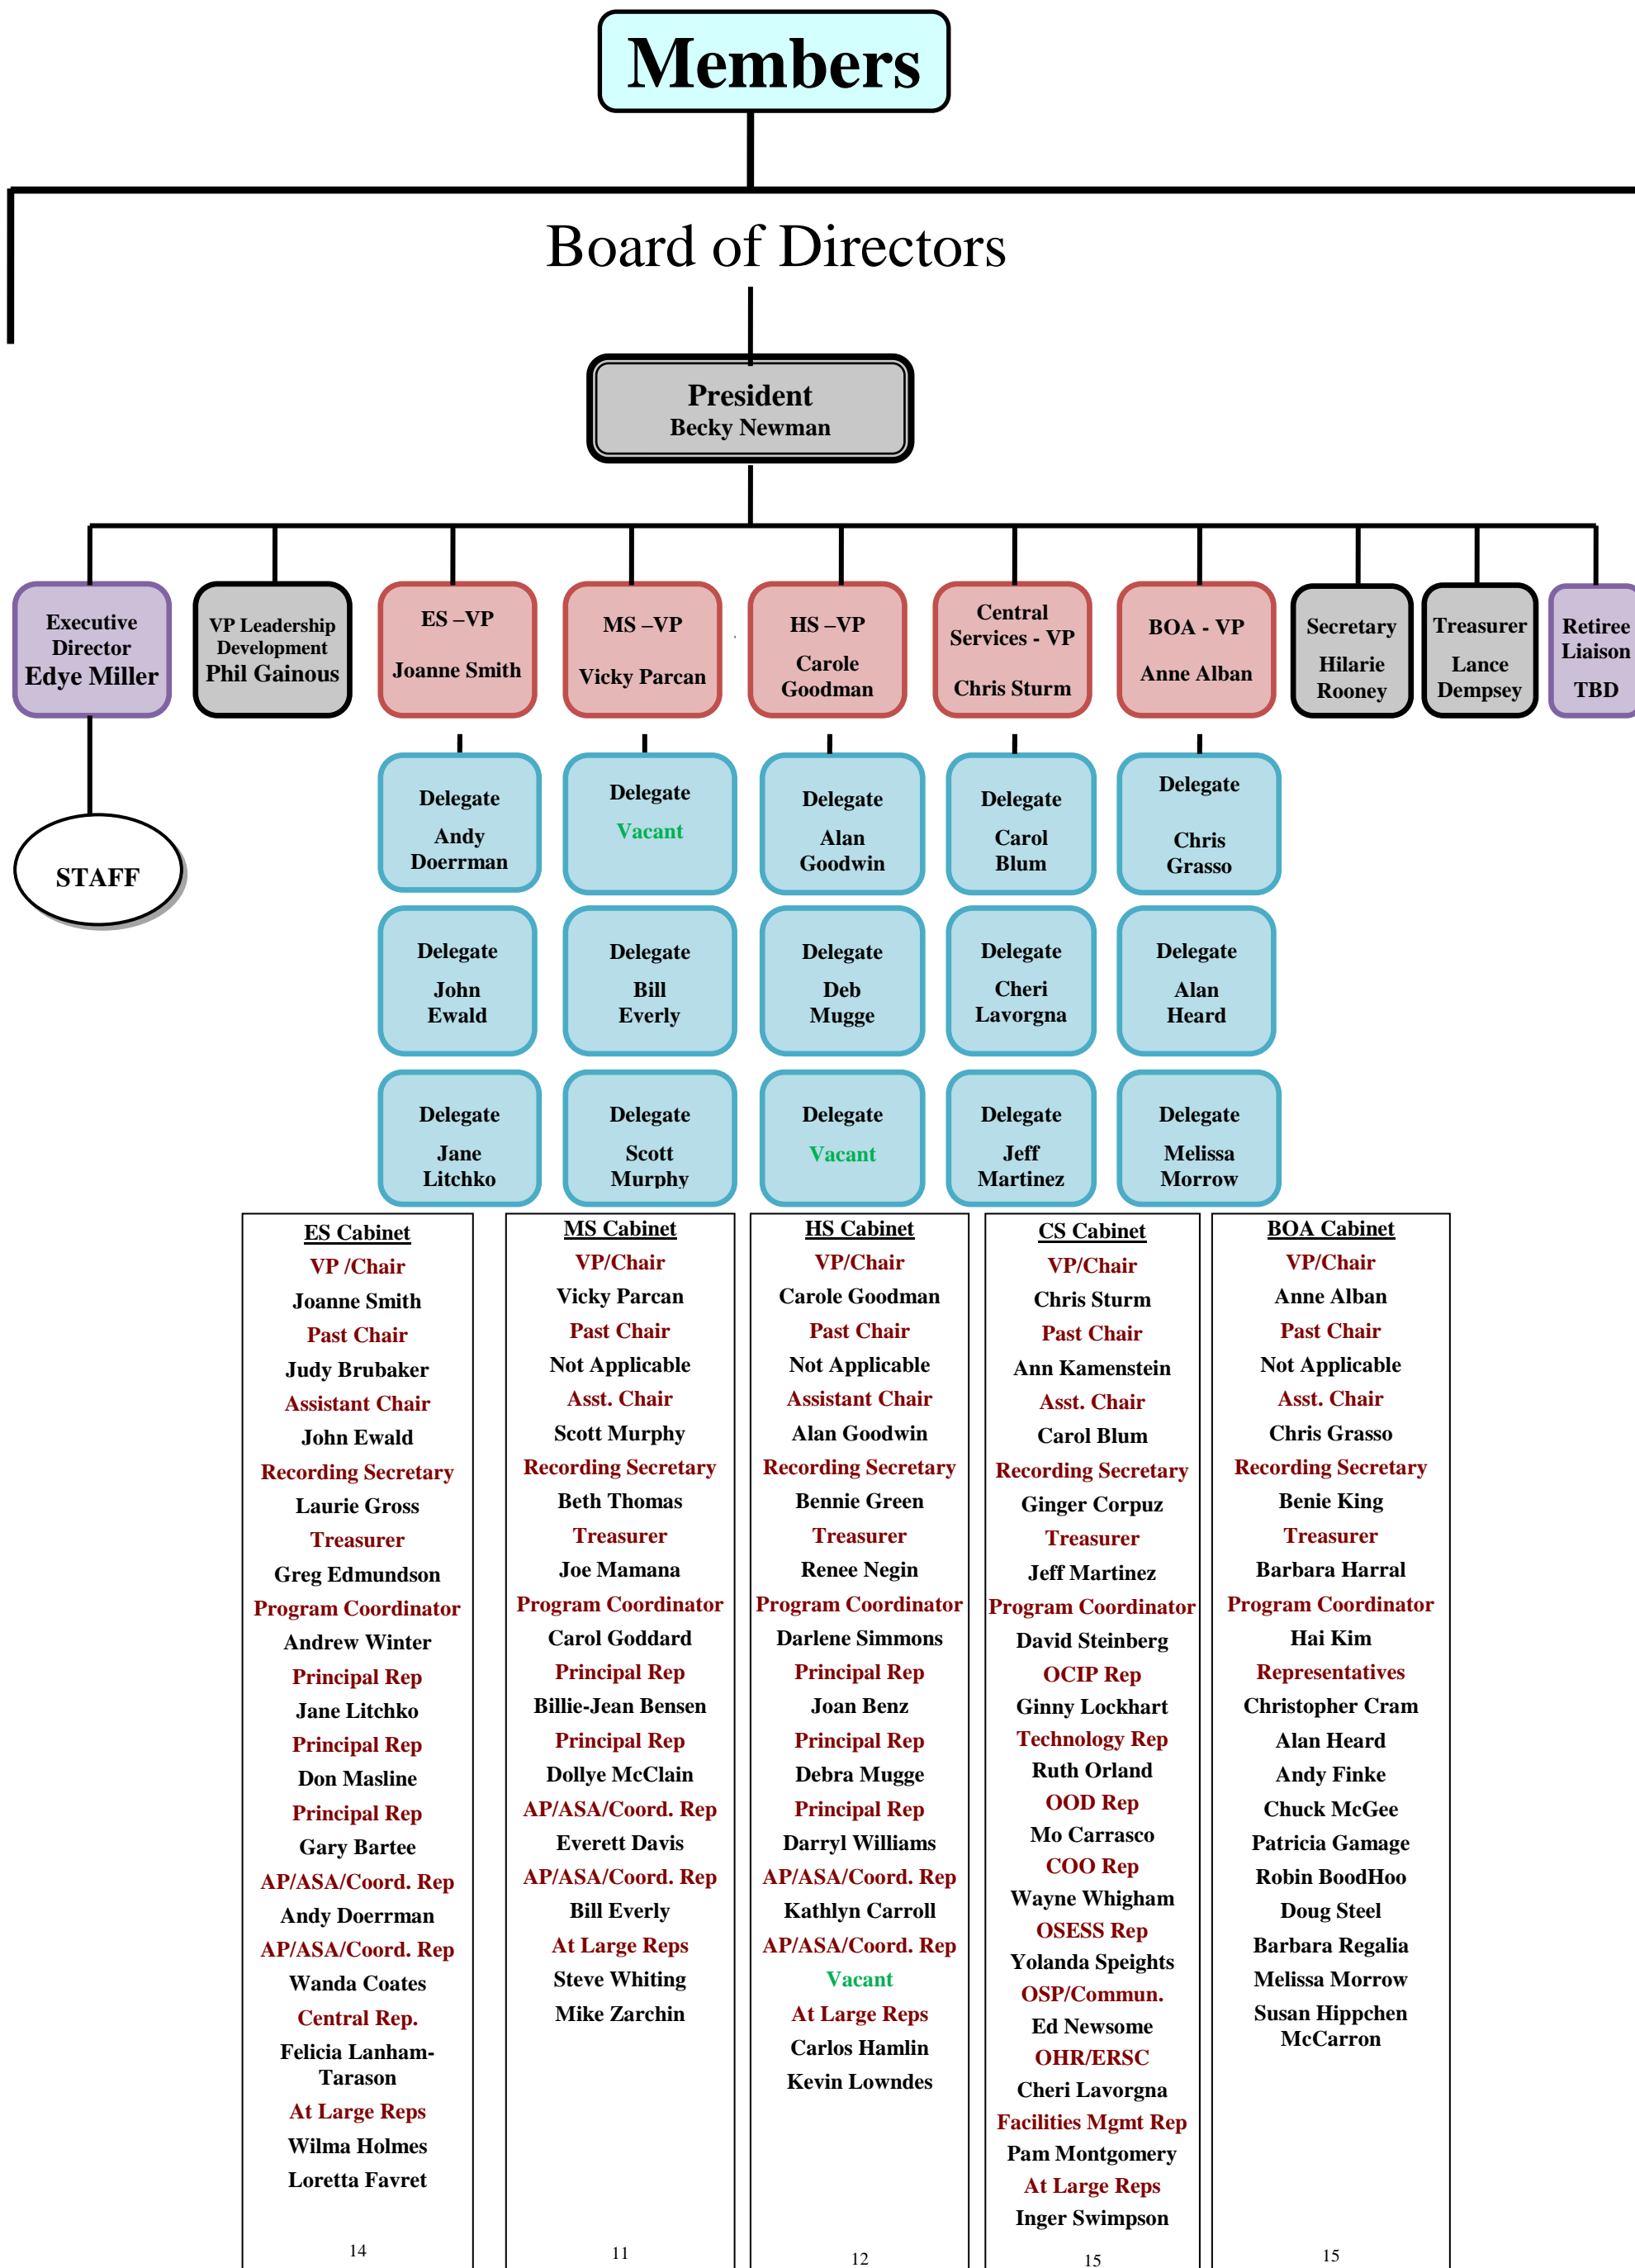 Members
Board of Directors
President
Becky Newman
Executive
Director
Edye Miller
VP Leadership
Development
Phil Gainous
ES –VP
Joanne Smith
MS –VP
Vicky Parcan
HS –VP
Carole
Goodman
Central
Services - VP
Chris Sturm
BOA - VP
Anne Alban
Secretary
Hilarie
Rooney
Treasurer
Lance
Dempsey
Retiree
Liaison
TBD
STAFF
Delegate
Andy
Doerrman
Delegate
Vacant
Delegate
Alan
Goodwin
Delegate
Carol
Blum
Delegate
Chris
Grasso
Delegate
John
Ewald
Delegate
Bill
Everly
Delegate
Deb
Mugge
Delegate
Cheri
Lavorgna
Delegate
Alan
Heard
Delegate
Jane
Litchko
Delegate
Scott
Murphy
Delegate
Vacant
Delegate
Jeff
Martinez
Delegate
Melissa
Morrow
ES Cabinet
VP /Chair
Joanne Smith
Past Chair
Judy Brubaker
Assistant Chair
John Ewald
Recording Secretary
Laurie Gross
Treasurer
Greg Edmundson
Program Coordinator
Andrew Winter
Principal Rep
Jane Litchko
Principal Rep
Don Masline
Principal Rep
Gary Bartee
AP/ASA/Coord. Rep
Andy Doerrman
AP/ASA/Coord. Rep
Wanda Coates
Central Rep.
Felicia Lanham-
Tarason
At Large Reps
Wilma Holmes
Loretta Favret
14
MS Cabinet
VP/Chair
Vicky Parcan
Past Chair
Not Applicable
Asst. Chair
Scott Murphy
Recording Secretary
Beth Thomas
Treasurer
Joe Mamana
Program Coordinator
Carol Goddard
Principal Rep
Billie-Jean Bensen
Principal Rep
Dollye McClain
AP/ASA/Coord. Rep
Everett Davis
AP/ASA/Coord. Rep
Bill Everly
At Large Reps
Steve Whiting
Mike Zarchin
11
HS Cabinet
VP/Chair
Carole Goodman
Past Chair
Not Applicable
Assistant Chair
Alan Goodwin
Recording Secretary
Bennie Green
Treasurer
Renee Negin
Program Coordinator
Darlene Simmons
Principal Rep
Joan Benz
Principal Rep
Debra Mugge
Principal Rep
Darryl Williams
AP/ASA/Coord. Rep
Kathlyn Carroll
AP/ASA/Coord. Rep
Vacant
At Large Reps
Carlos Hamlin
Kevin Lowndes
12
CS Cabinet
VP/Chair
Chris Sturm
Past Chair
Ann Kamenstein
Asst. Chair
Carol Blum
Recording Secretary
Ginger Corpuz
Treasurer
Jeff Martinez
Program Coordinator
David Steinberg
OCIP Rep
Ginny Lockhart
Technology Rep
Ruth Orland
OOD Rep
Mo Carrasco
COO Rep
Wayne Whigham
OSESS Rep
Yolanda Speights
OSP/Commun.
Ed Newsome
OHR/ERSC
Cheri Lavorgna
Facilities Mgmt Rep
Pam Montgomery
At Large Reps
Inger Swimpson
15
BOA Cabinet
VP/Chair
Anne Alban
Past Chair
Not Applicable
Asst. Chair
Chris Grasso
Recording Secretary
Benie King
Treasurer
Barbara Harral
Program Coordinator
Hai Kim
Representatives
Christopher Cram
Alan Heard
Andy Finke
Chuck McGee
Patricia Gamage
Robin BoodHoo
Doug Steel
Barbara Regalia
Melissa Morrow
Susan Hippchen
McCarron
15